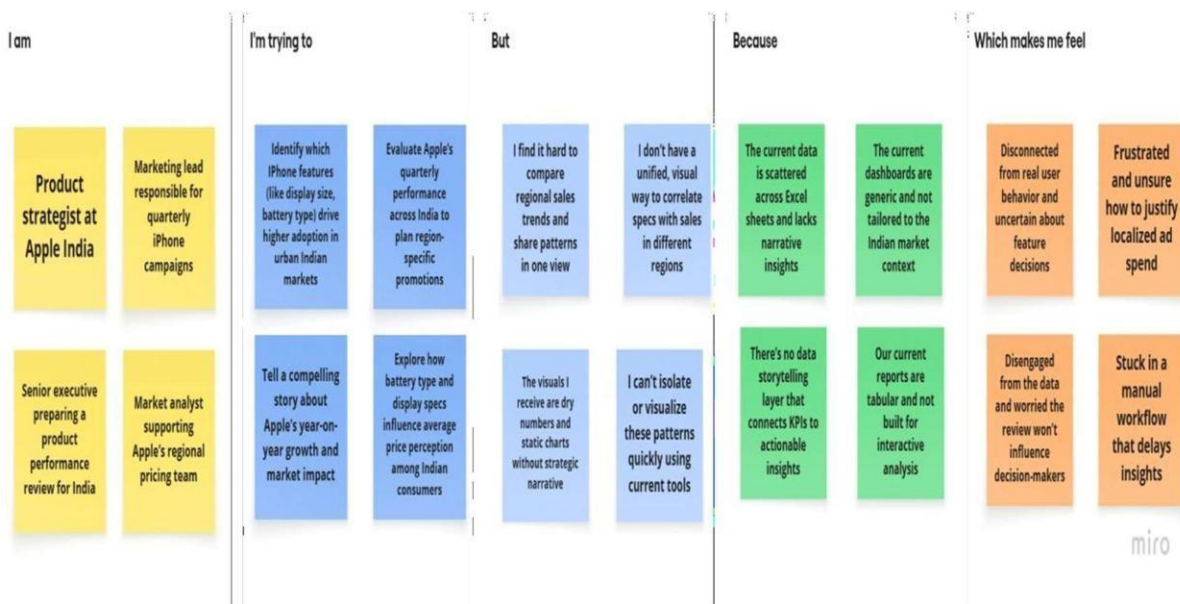 I am
I'm trying to
But
Because
Which makes me feel
Product
strategist at
Apple India
Marketing lead
responsible for
quarterly
iPhone
campaigns
Identify which
IPhone features
(like display size,
battery type) drive
higher adoption in
urban Indian
markets
Evaluate Apple's
quarterly
performance
across India to
plan region-
specific
promotions
I find it hard to
compare
regional sales
trends and
share patterns
in one view
I don't have a
unified, visual
way to correlate
specs with sales
in different
regions
The current data
is scattered
across Excel
sheets and lacks
narrative
insights
The current
dashboards are
generic and not
tailored to the
Indian market
context
Disconnected
from real user
behavior and
uncertain about
feature
decisions
Frustrated
and unsure
how to justify
localized ad
spend
Senior executive
preparing a
product
performance
review for India
Market analyst
supporting
Apple's regional
pricing team
Tell a compelling
story about
Apple's year-on-
year growth and
market impact
Explore how
battery type and
display specs
influence average
price perception
among Indian
consumers
The visuals I
receive are dry
numbers and
static charts
without strategic
narrative
I can't isolate
or visualize
these patterns
quickly using
current tools
There's no data
storytelling
layer that
connects KPIs to
actionable
insights
Our current
reports are
tabular and not
built for
interactive
analysis
Disengaged
from the data
and worried the
review won't
influence
decision-makers
Stuck in a
manual
workflow
that delays
insights
miro